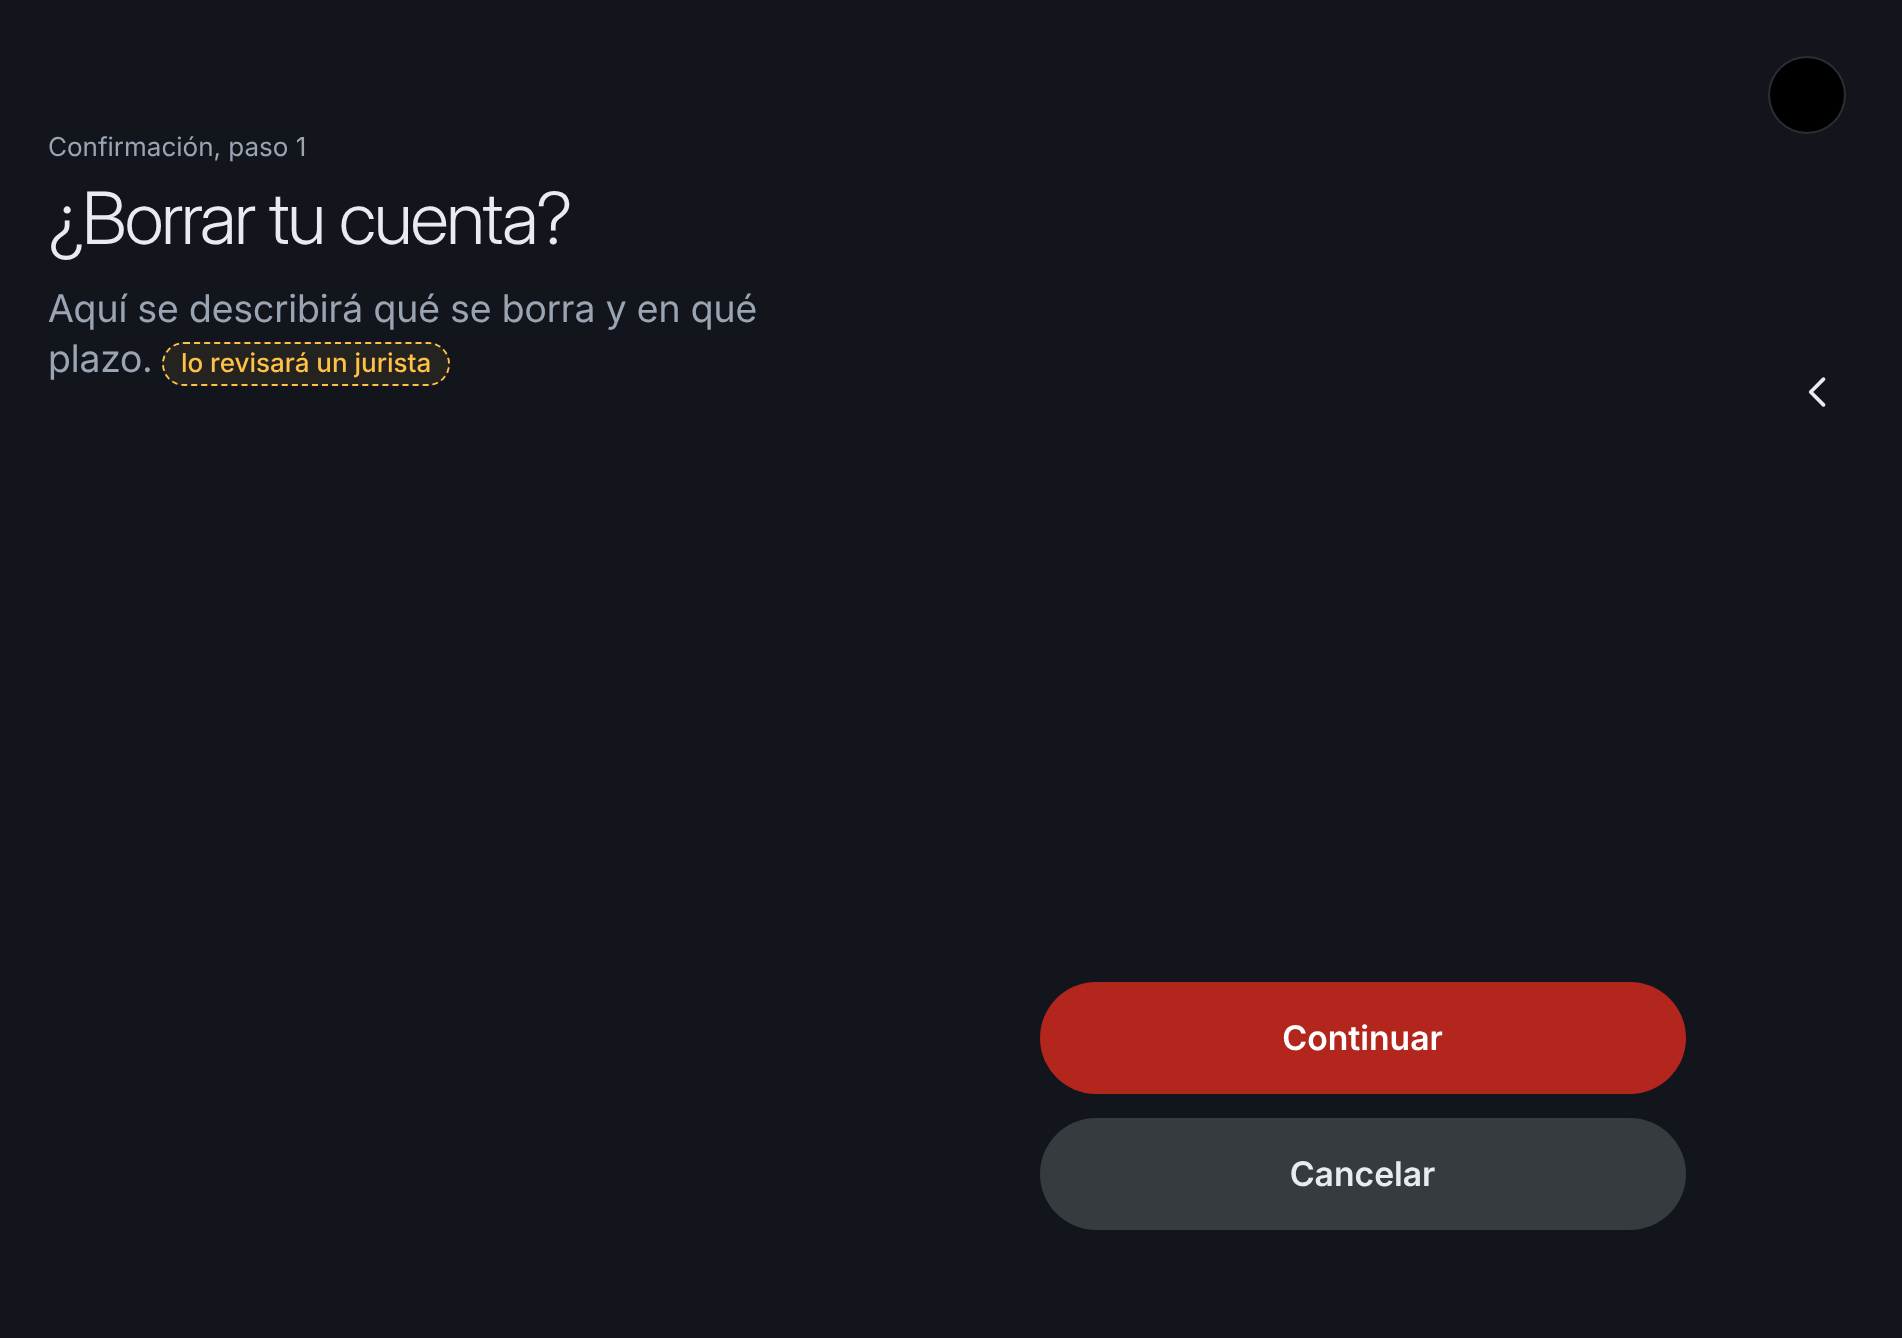 Confirmación, paso 1
¿Borrar tu cuenta?
Aquí se describirá qué se borra y en qué
plazo. lo revisará un jurista
Continuar
Cancelar